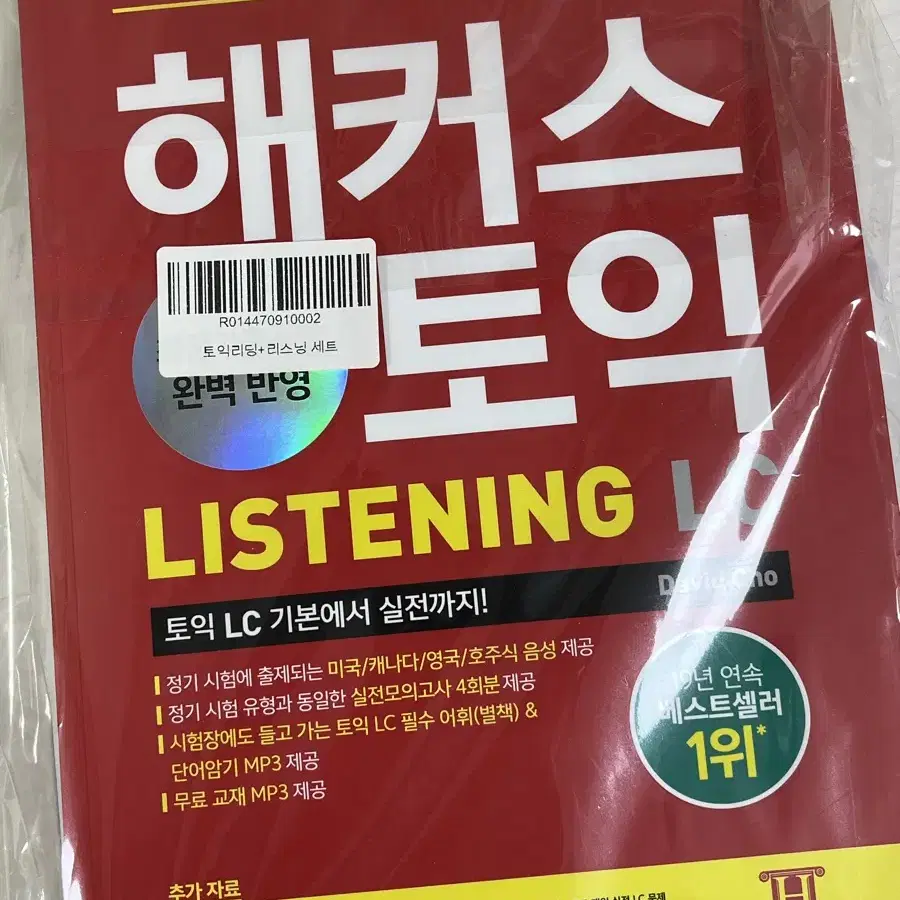 해커스
토익
R014470910002
토익리딩+리스닝 세트
완벽 반영
LISTENING LC
David Cho
토익 LC 기본에서 실전까지!
정기 시험에 출제되는 미국/캐나다/영국/호주식 음성 제공
정기 시험 유형과 동일한 실전모의고사 4회분 제공
시험장에도 들고 가는 토익 LC 필수 어휘(별책) &
단어암기 MP3 제공
무료 교재 MP3 제공
연속
베스트셀러
1위*
추가 자료
H